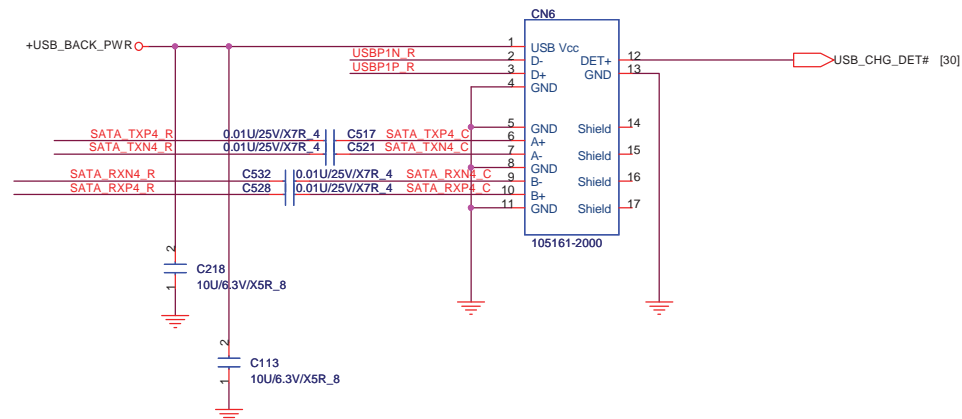 CN6
+USB_BACK_PWR
1 USB Vcc
USBP1N_R 2 D- DET+ 12 USB_CHG_DET# [30]
USBP1P_R 3 D+ GND 13
4 GND
5 GND Shield 14
SATA_TXP4_R 0.01U/25V/X7R_4 C517 SATA_TXP4_C 6 A+
SATA_TXN4_R 0.01U/25V/X7R_4 C521 SATA_TXN4_C 7 A- Shield 15
8 GND
SATA_RXN4_R C532 0.01U/25V/X7R_4 SATA_RXN4_C 9 B- Shield 16
SATA_RXP4_R C528 0.01U/25V/X7R_4 SATA_RXP4_C 10 B+
11 GND Shield 17
105161-2000
2
C218
1 10U/6.3V/X5R_8
2
C113
1 10U/6.3V/X5R_8